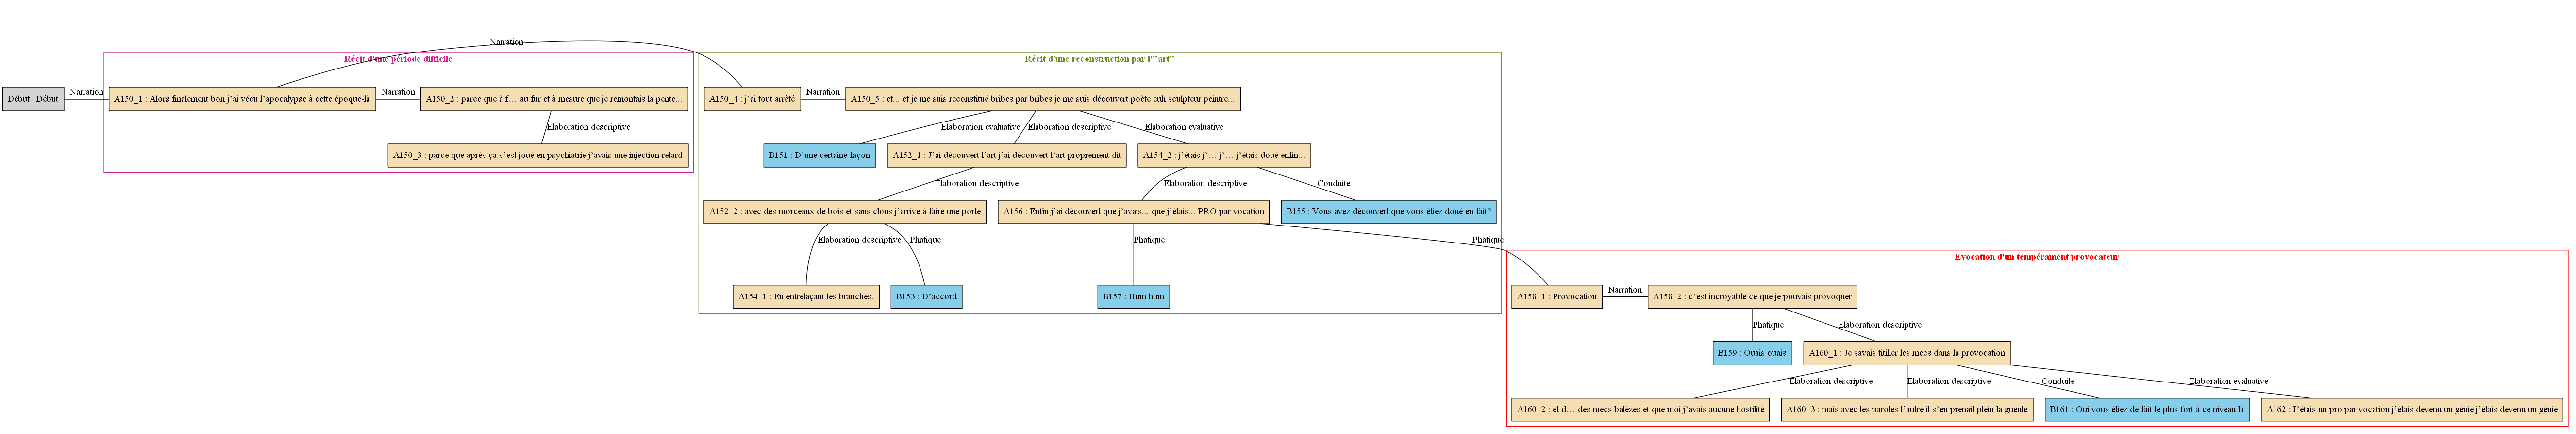 Narration
Récit d'une période difficile
Récit d'une reconstruction par l'"art"
Début : Début
Narration
A150_1 : Alors finalement bon j'ai vécu l'apocalypse à cette époque-là
Narration
A150_2 : parce que à f… au fur et à mesure que je remontais la pente...
A150_4 : j'ai tout arrêté
Narration
A150_5 : et... et je me suis reconstitué bribes par bribes je me suis découvert poète euh sculpteur peintre...
Elaboration descriptive
Elaboration evaluative
Elaboration descriptive
Elaboration evaluative
A150_3 : parce que après ça s'est joué en psychiatrie j'avais une injection retard
B151 : D'une certaine façon
A152_1 : J'ai découvert l'art j'ai découvert l'art proprement dit
A154_2 : j'étais j'… j'… j'étais doué enfin...
Elaboration descriptive
Elaboration descriptive
Conduite
A152_2 : avec des morceaux de bois et sans clous j'arrive à faire une porte
A156 : Enfin j'ai découvert que j'avais... que j'étais... PRO par vocation
B155 : Vous avez découvert que vous étiez doué en fait?
Elaboration descriptive
Phatique
Phatique
Phatique
Evocation d'un tempérament provocateur
A154_1 : En entrelaçant les branches.
B153 : D'accord
B157 : Hum hum
A158_1 : Provocation
Narration
A158_2 : c'est incroyable ce que je pouvais provoquer
Phatique
Elaboration descriptive
B159 : Ouais ouais
A160_1 : Je savais titiller les mecs dans la provocation
Elaboration descriptive
Elaboration descriptive
Conduite
Elaboration evaluative
A160_2 : et d… des mecs balèzes et que moi j'avais aucune hostilité
A160_3 : mais avec les paroles l'autre il s'en prenait plein la gueule
B161 : Oui vous étiez de fait le plus fort à ce niveau là
A162 : J'étais un pro par vocation j'étais devenu un génie j'étais devenu un génie